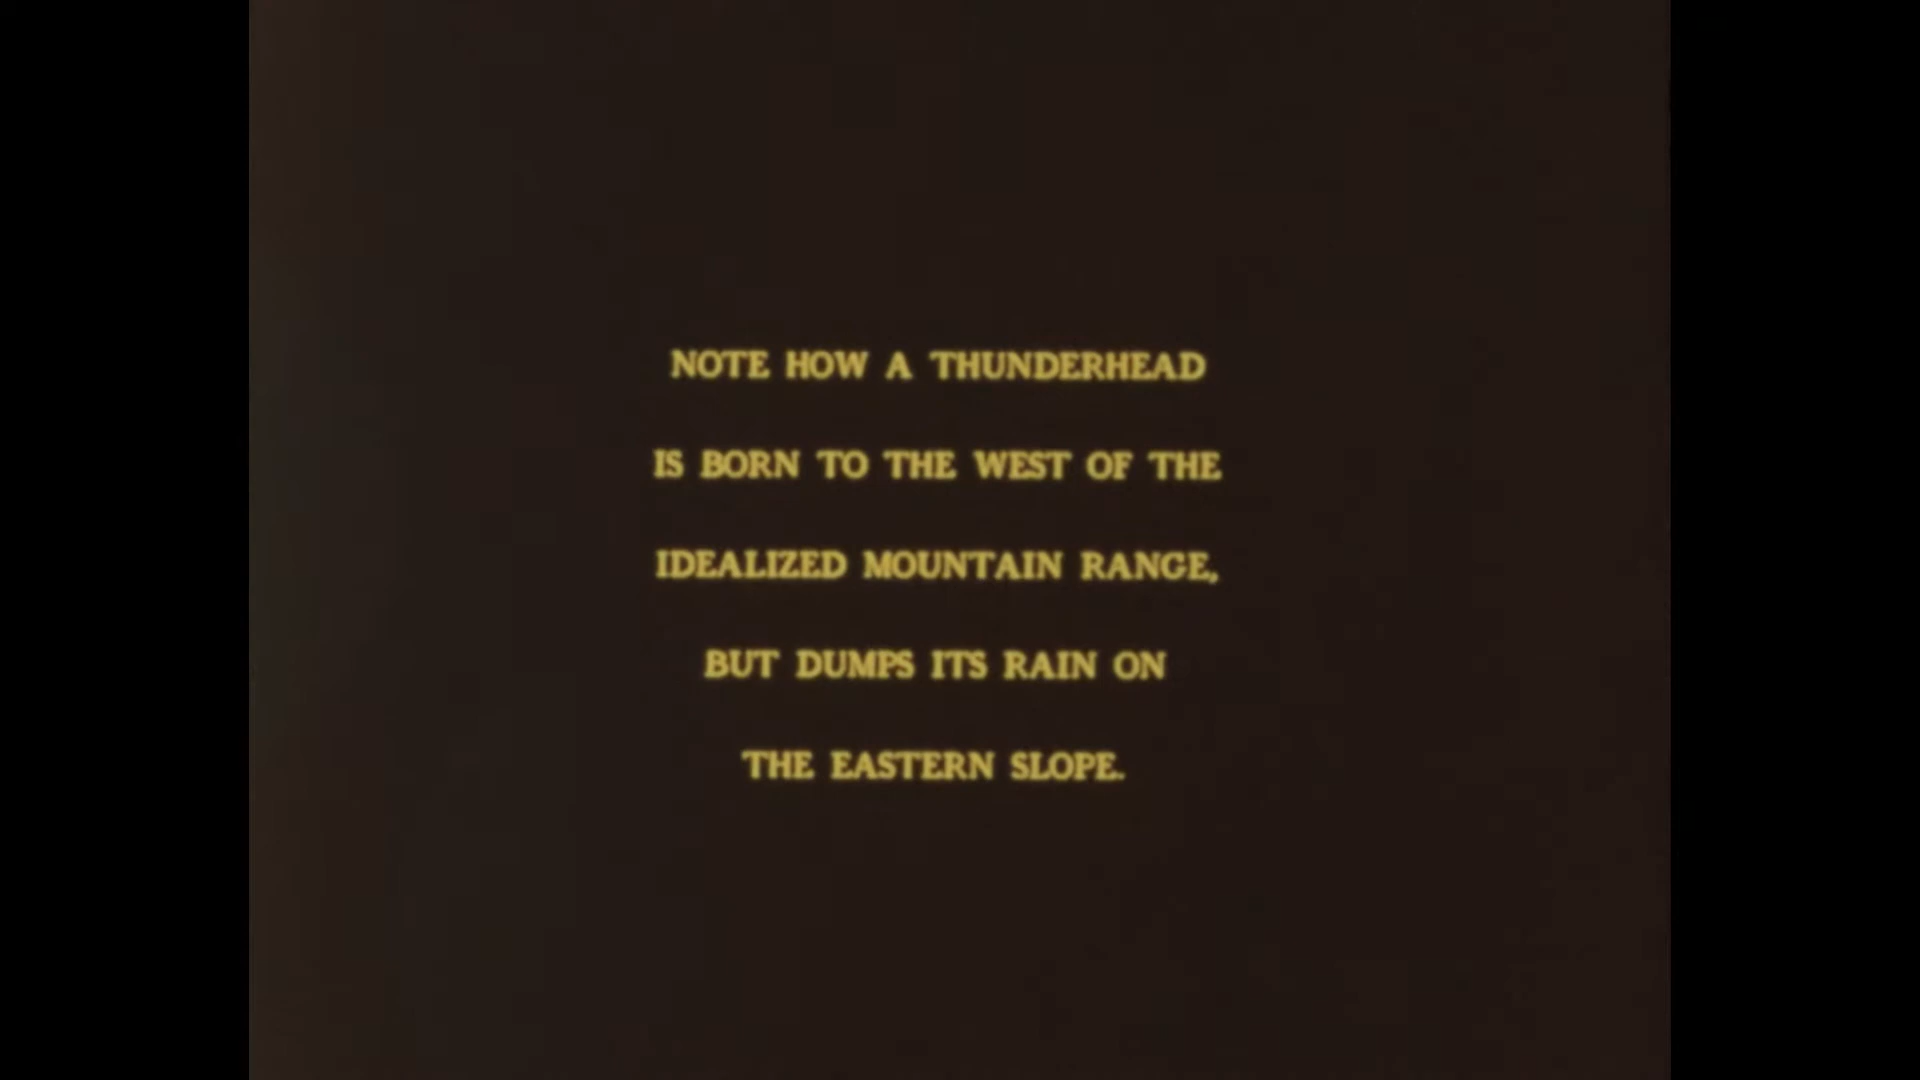 NOTE HOW A THUNDERHEAD
IS BORN TO THE WEST OF THE
IDEALIZED MOUNTAIN RANGE,
BUT DUMPS ITS RAIN ON
THE EASTERN SLOPE.